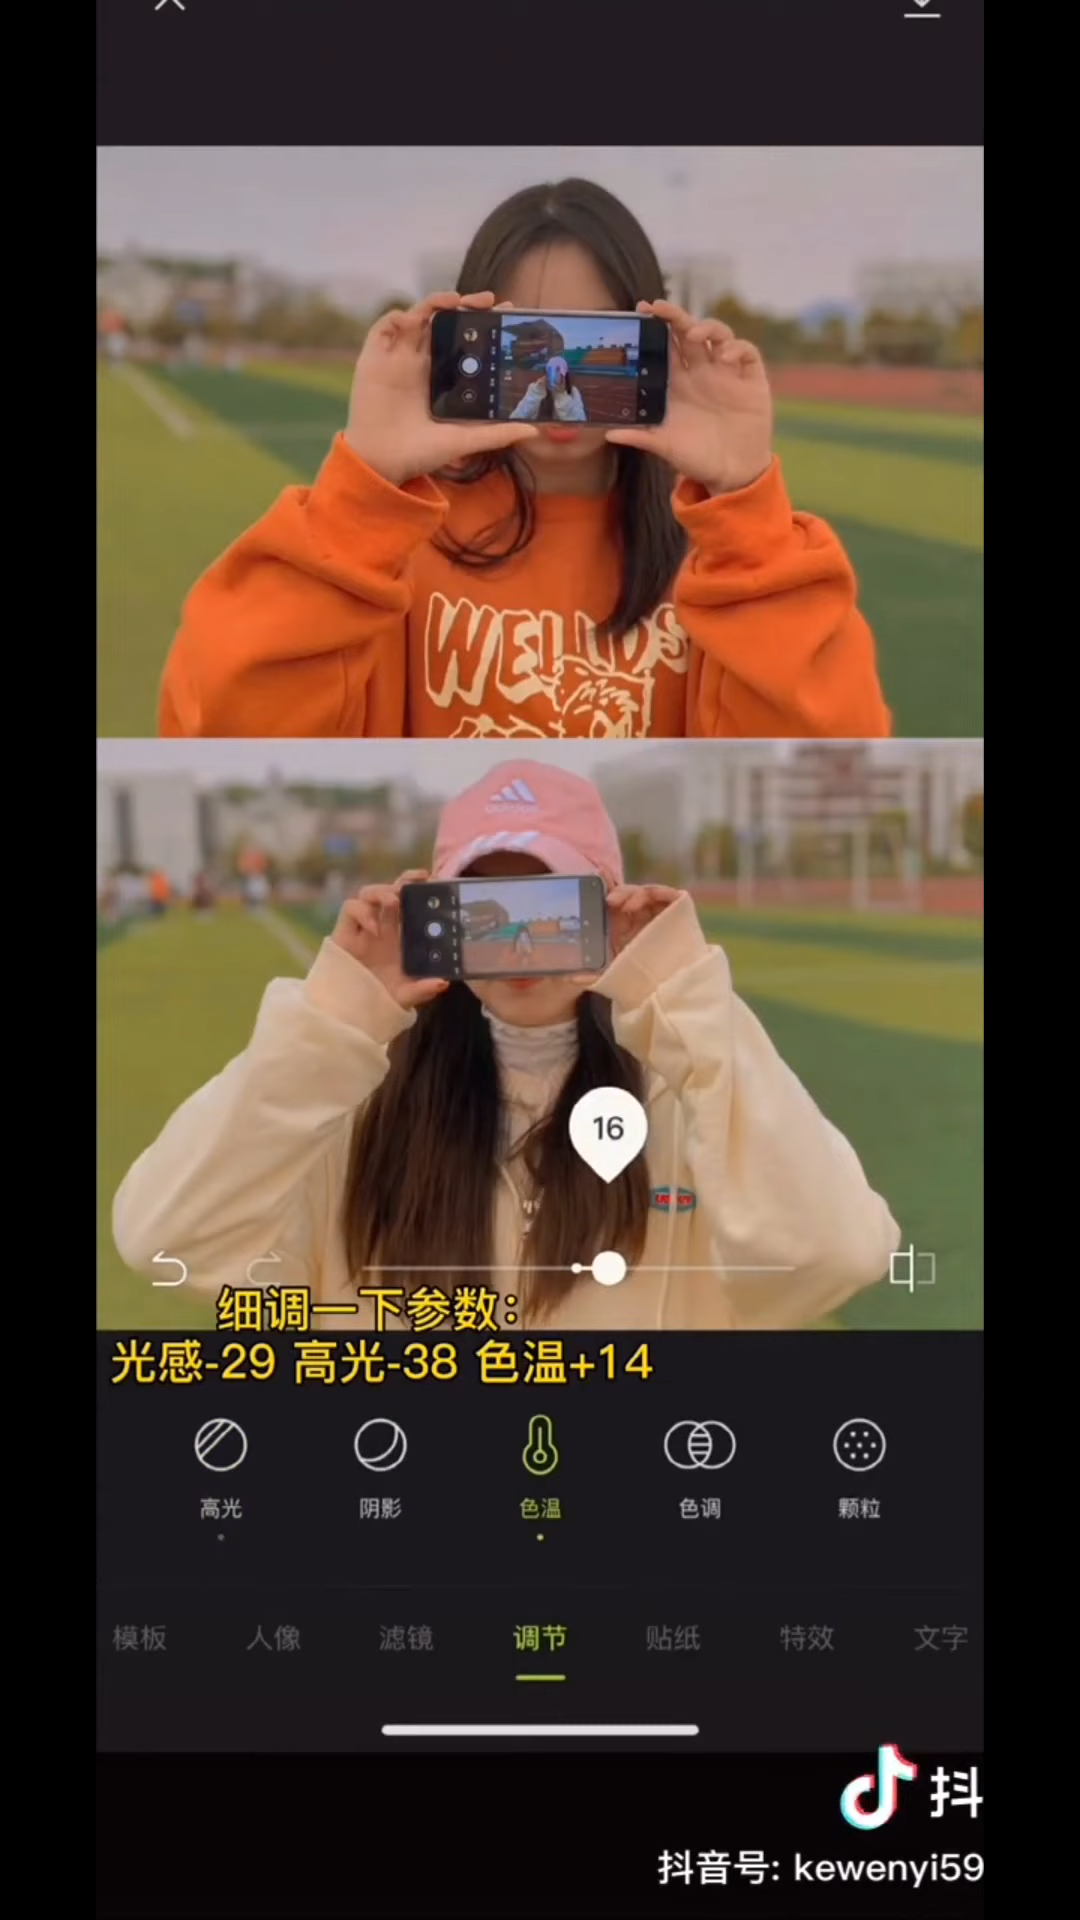 WELLDS
adidas
16
细调一下参数：
光感-29 高光-38 色温+14
高光 阴影 色温 色调 颗粒
模板 人像 滤镜 调节 贴纸 特效 文字
抖
抖音号: kewenyi59